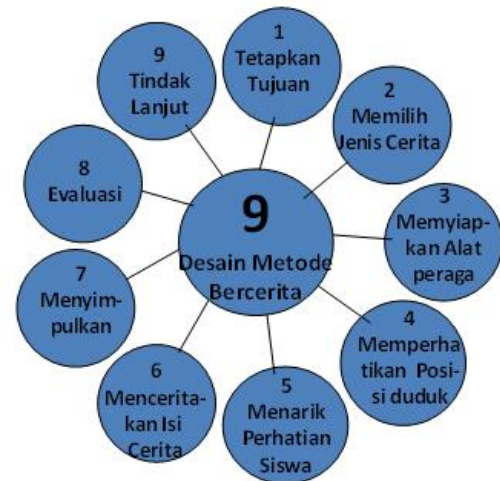 1
Tetapkan
Tujuan
2
Memilih
Jenis Cerita
3
Memyiap-
kan Alat
peraga
4
Memperha
tikan Posi-
si duduk
5
Menarik
Perhatian
Siswa
6
Mencerita-
kan Isi
Cerita
7
Menyim-
pulkan
8
Evaluasi
9
Tindak
Lanjut
9
Desain Metode
Bercerita